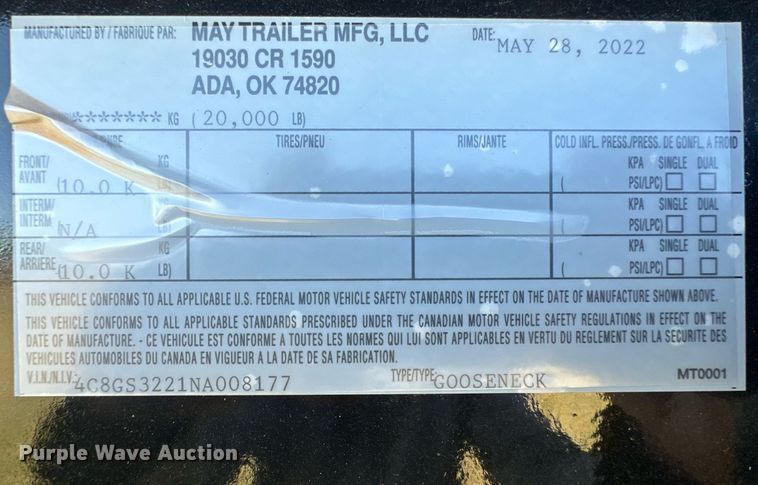 MANUFACTURED BY / FABRIQUE PAR: MAY TRAILER MFG, LLC DATE: MAY 28, 2022
19030 CR 1590
ADA, OK 74820
******* KG (20,000 LB)
TIRES/PNEU RIMS/JANTE COLD INFL. PRESS./PRESS. DE GONFL. A FROID
FRONT/ KG KPA SINGLE DUAL
AVANT (10.0 K LB) ( PSI/LPC)
INTERM/ KG KPA SINGLE DUAL
INTERM (N/A LB) ( PSI/LPC)
REAR/ KG KPA SINGLE DUAL
ARRIERE (10.0 K LB) ( PSI/LPC)
THIS VEHICLE CONFORMS TO ALL APPLICABLE U.S. FEDERAL MOTOR VEHICLE SAFETY STANDARDS IN EFFECT ON THE DATE OF MANUFACTURE SHOWN ABOVE.
THIS VEHICLE CONFORMS TO ALL APPLICABLE STANDARDS PRESCRIBED UNDER THE CANADIAN MOTOR VEHICLE SAFETY REGULATIONS IN EFFECT ON THE
DATE OF MANUFACTURE. - CE VEHICULE EST CONFORME A TOUTES LES NORMES QUI LUI SONT APPLICABLES EN VERTU DU REGLEMENT SUR LA SECURITE DES
VEHICULES AUTOMOBILES DU CANADA EN VIGUEUR A LA DATE DE SA FABRICATION.
V.I.N./N.I.V.: 4C8GS3221NA008177 TYPE/TYPE: GOOSENECK MT0001
Purple Wave Auction